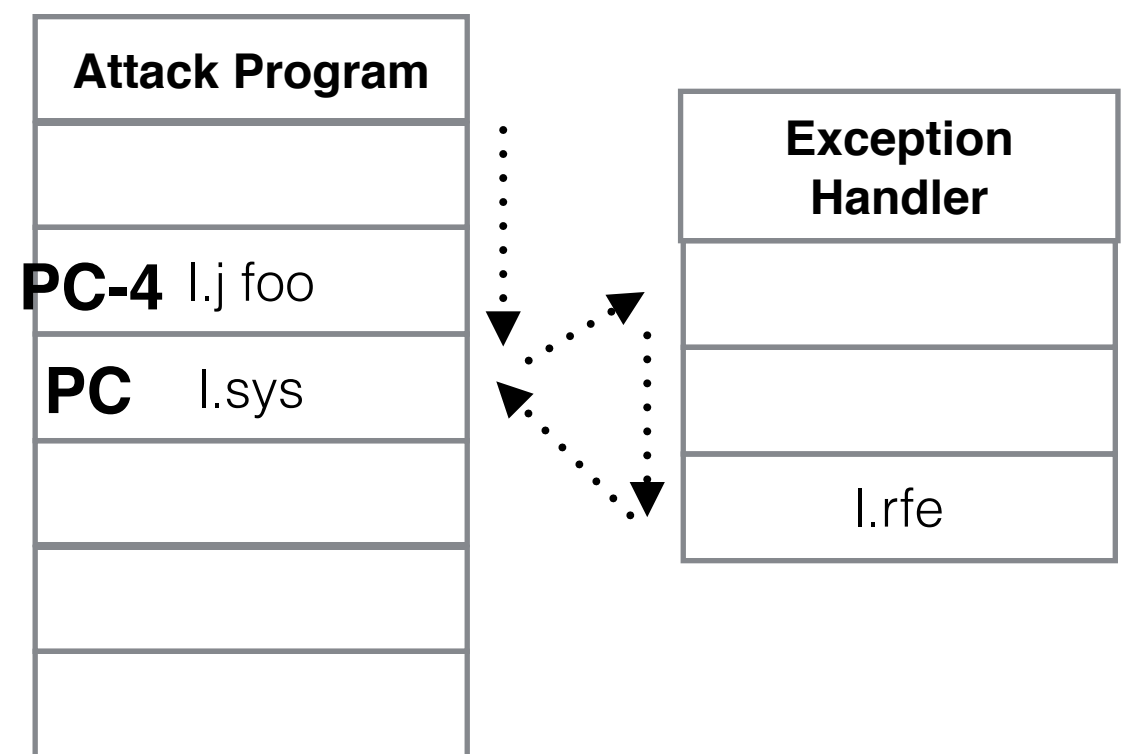 Attack Program
PC-4 l.j foo
PC l.sys
Exception
Handler
l.rfe